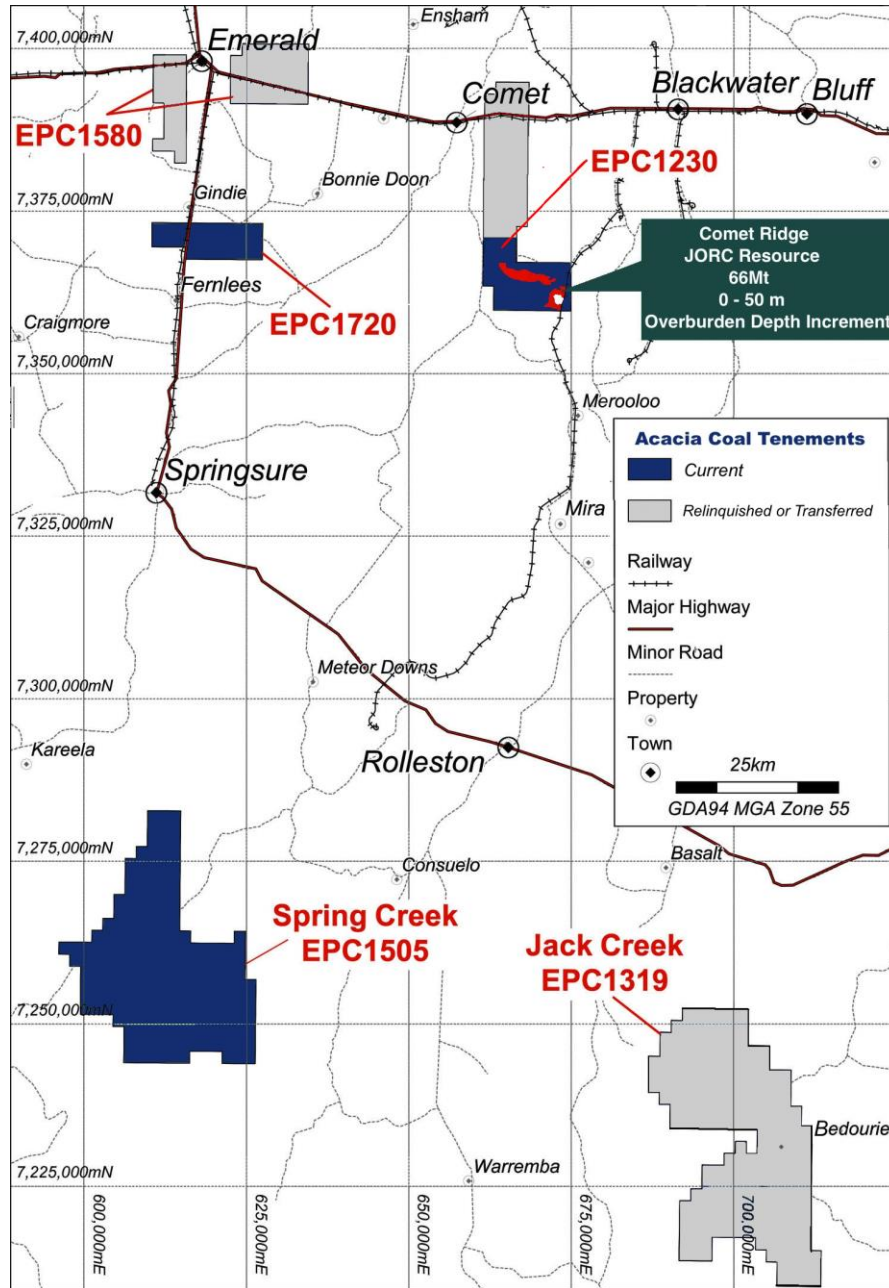 Ensham
7,400,000mN
Emerald
Comet
Blackwater
Bluff
EPC1580
EPC1230
Bonnie Doon
Gindie
7,375,000mN
Comet Ridge
JORC Resource
66Mt
0 - 50 m
Overburden Depth Increment
Fernlees
EPC1720
Craigmore
7,350,000mN
Merooloo
Acacia Coal Tenements
Current
Relinquished or Transferred
Railway
Major Highway
Minor Road
Property
Town
25km
GDA94 MGA Zone 55
Springsure
Mira
7,325,000mN
Meteor Downs
7,300,000mN
Kareela
Rolleston
7,275,000mN
Consuelo
Basalt
Spring Creek
EPC1505
Jack Creek
EPC1319
7,250,000mN
Bedourie
Warremba
7,225,000mN
600,000mE
625,000mE
650,000mE
675,000mE
700,000mE